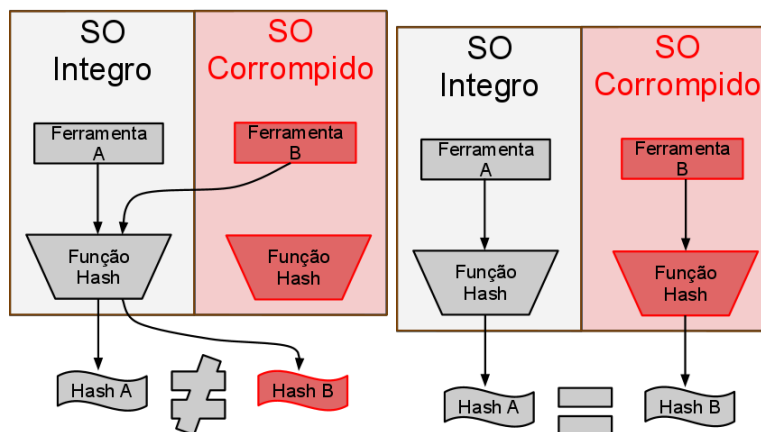 SO
Integro
SO
Corrompido
Ferramenta
A
Ferramenta
B
Função
Hash
Função
Hash
Hash A
Hash B
SO
Integro
SO
Corrompido
Ferramenta
A
Ferramenta
B
Função
Hash
Função
Hash
Hash A
Hash B